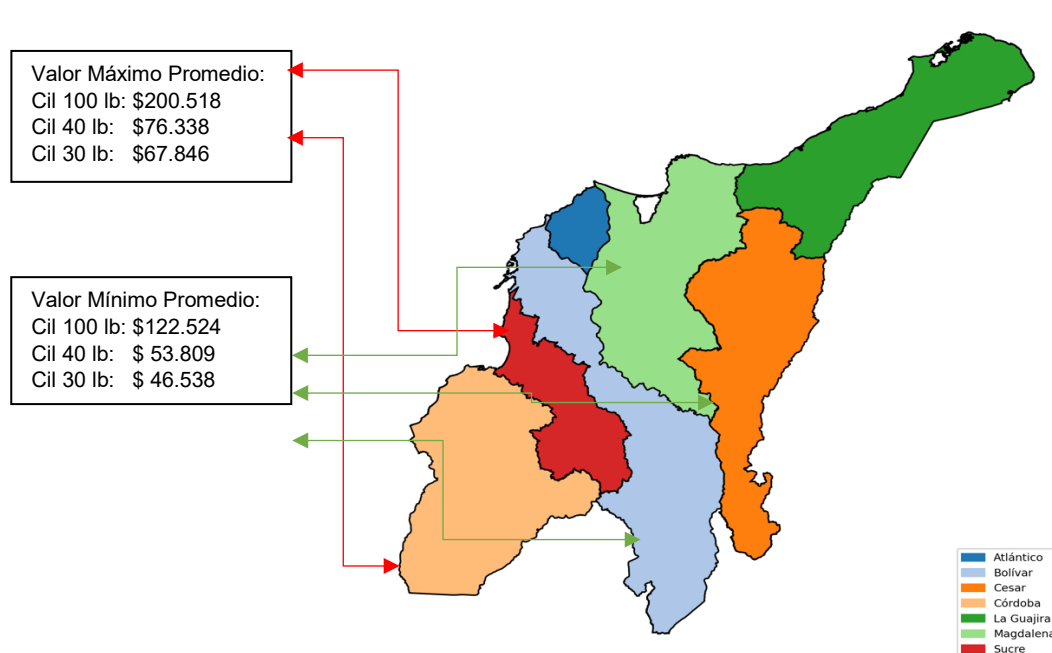 Valor Máximo Promedio:
Cil 100 lb: $200.518
Cil 40 lb: $76.338
Cil 30 lb: $67.846
Valor Mínimo Promedio:
Cil 100 lb: $122.524
Cil 40 lb: $ 53.809
Cil 30 lb: $ 46.538
Atlántico
Bolívar
Cesar
Córdoba
La Guajira
Magdalena
Sucre